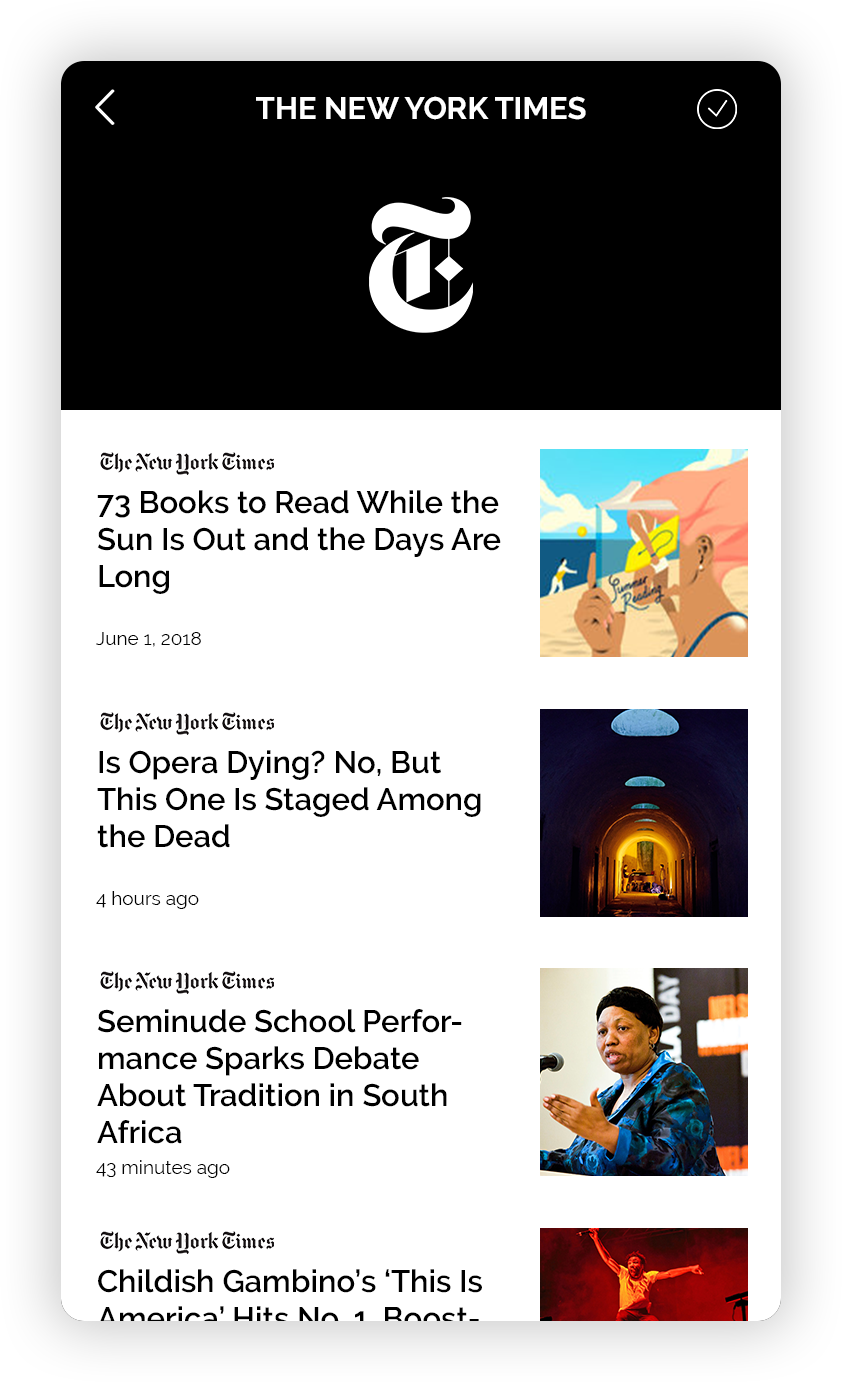 THE NEW YORK TIMES
T
The New York Times
73 Books to Read While the
Sun Is Out and the Days Are
Long
Summer
Reading
June 1, 2018
The New York Times
Is Opera Dying? No, But
This One Is Staged Among
the Dead
4 hours ago
The New York Times
Seminude School Perfor-
mance Sparks Debate
About Tradition in South
Africa
43 minutes ago
DAY
The New York Times
Childish Gambino’s ‘This Is
America’ Hits No. 1, Boost-